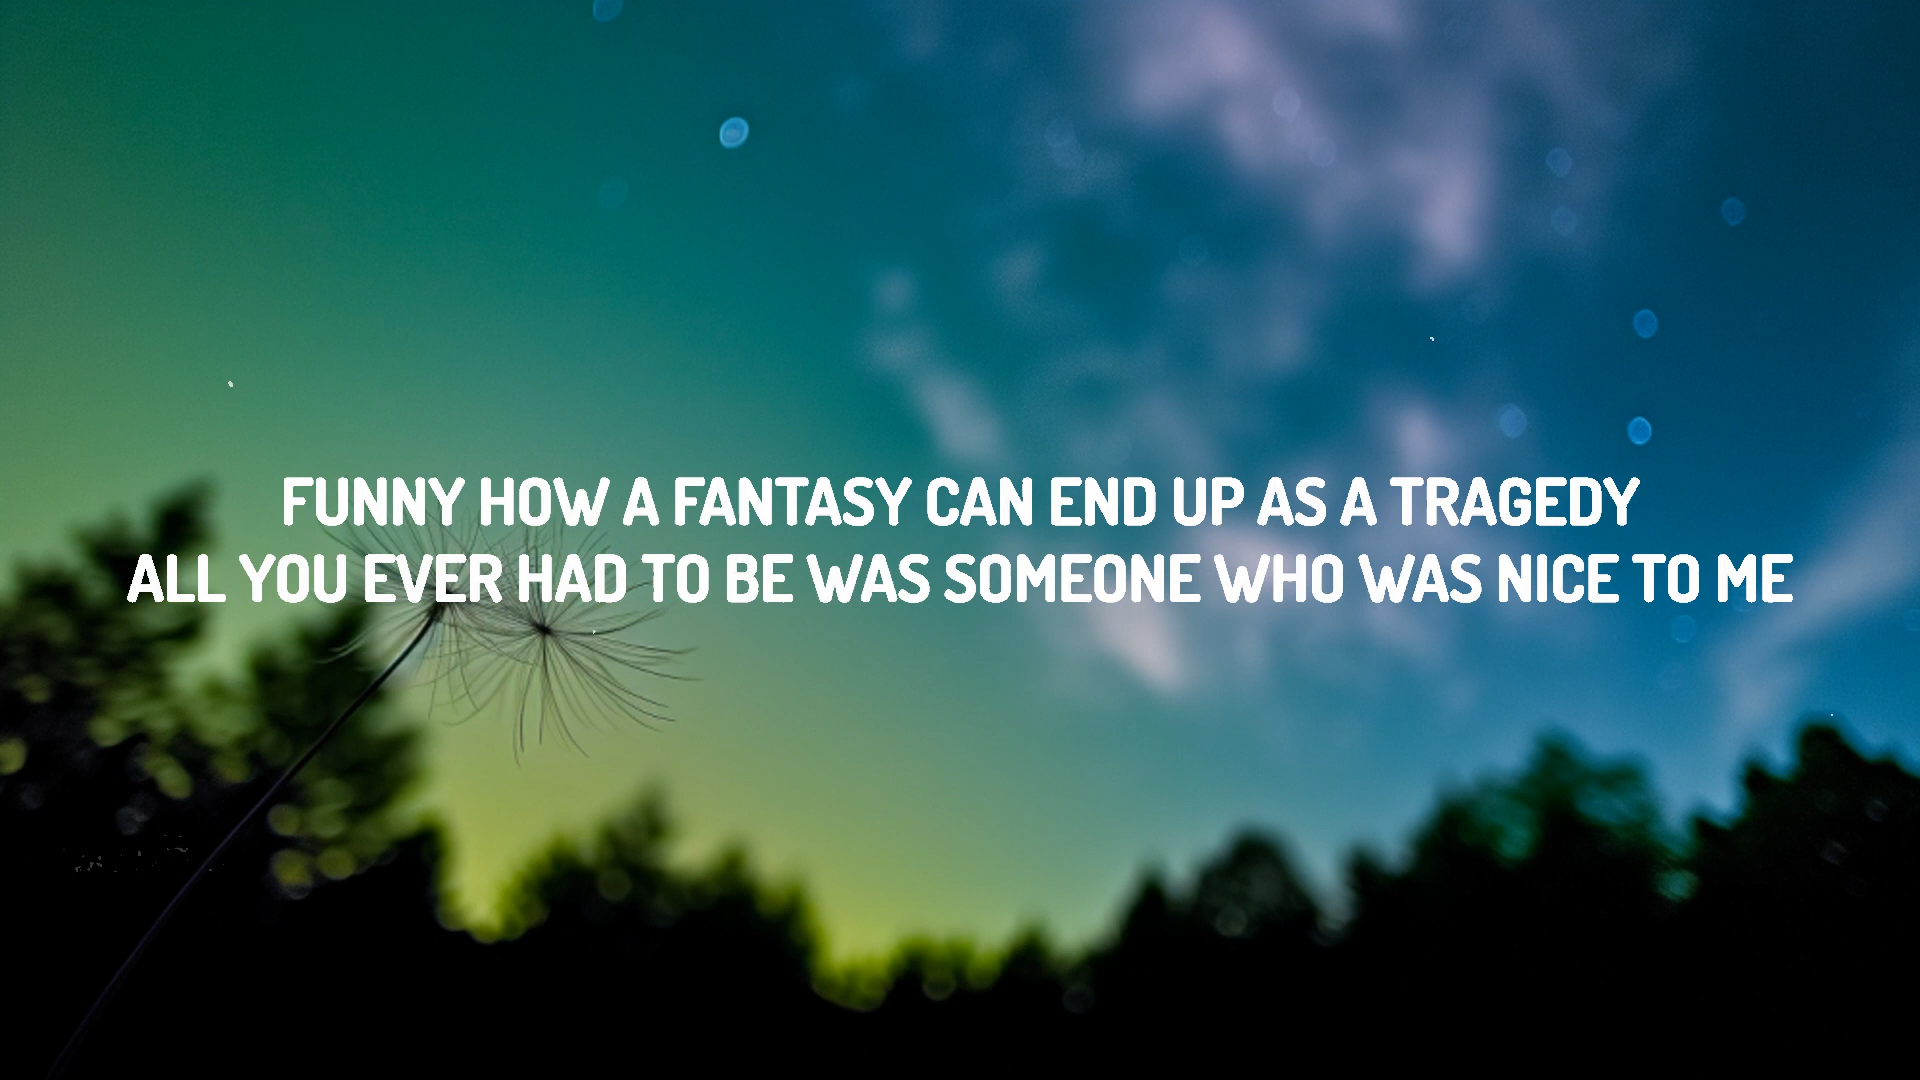 FUNNY HOW A FANTASY CAN END UP AS A TRAGEDY
ALL YOU EVER HAD TO BE WAS SOMEONE WHO WAS NICE TO ME